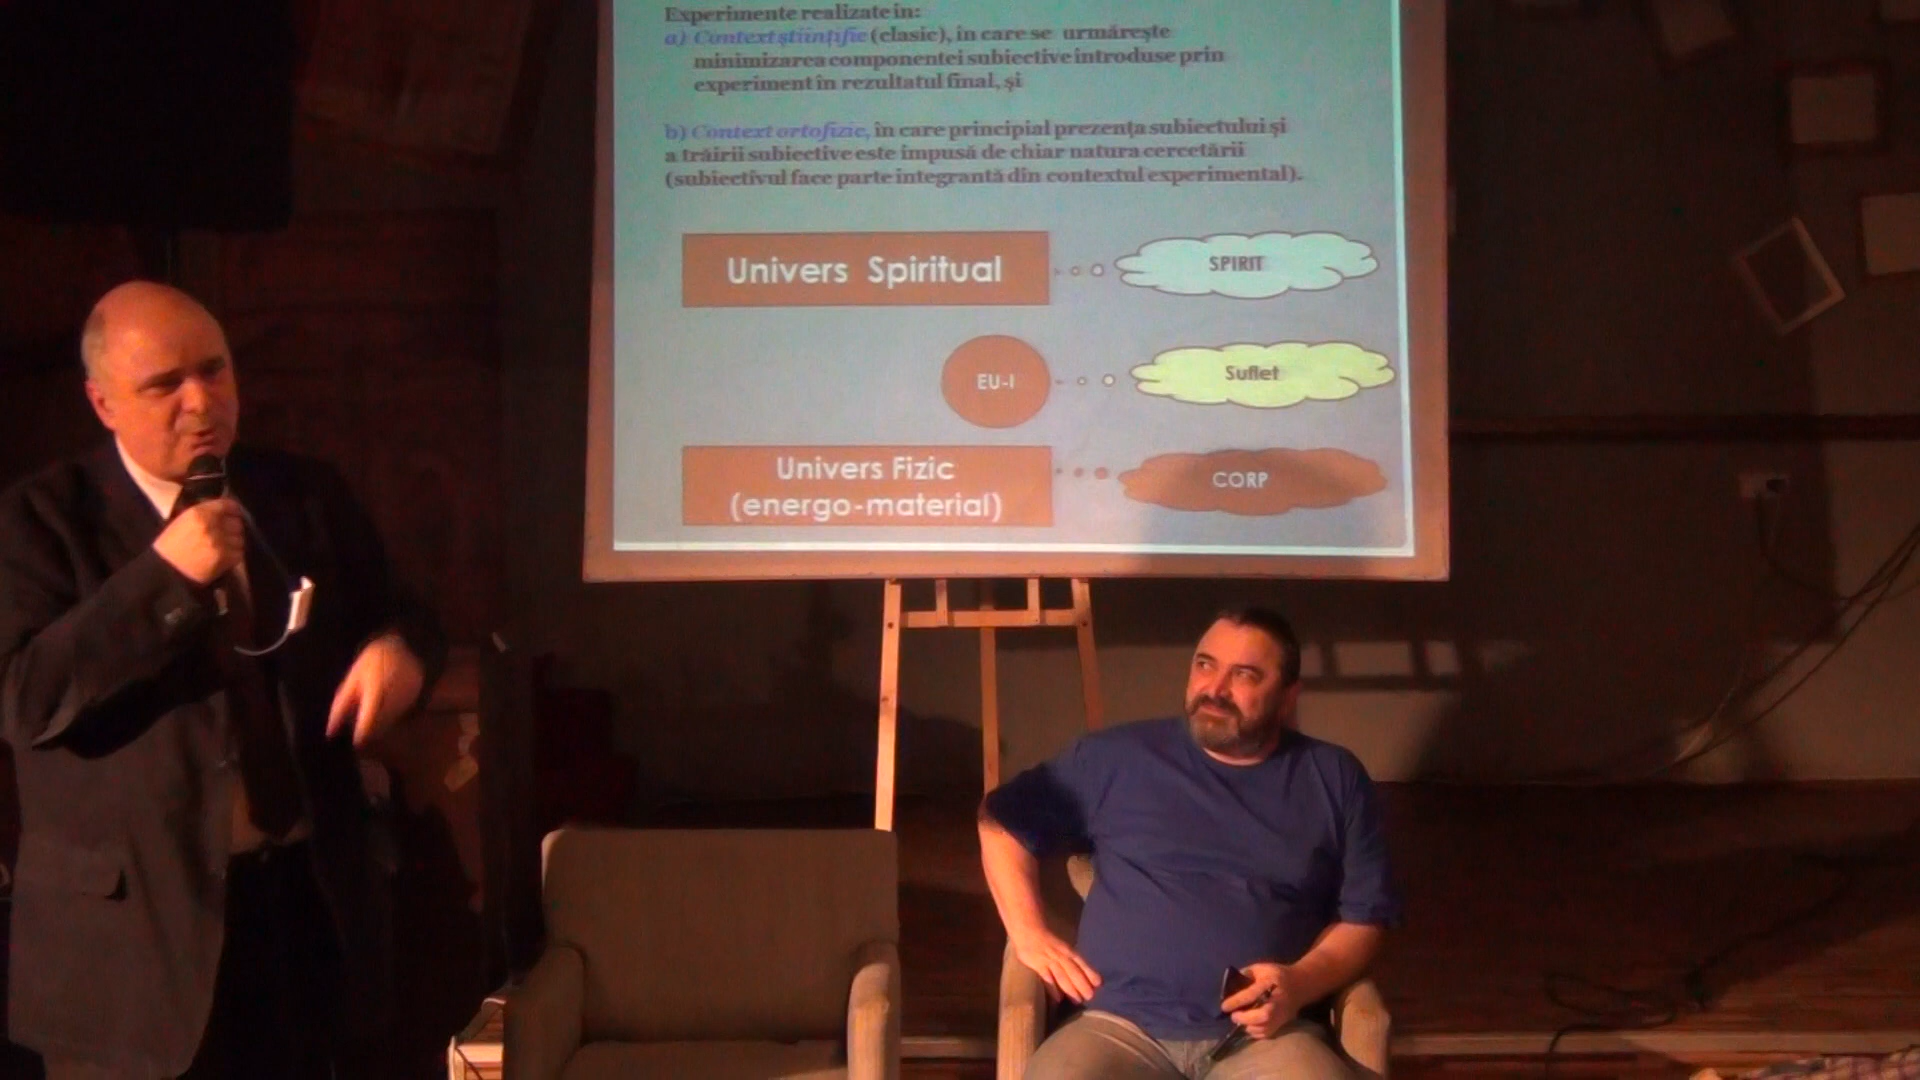 Experimente realizate in:
a) Context științific (clasic), in care se urmărește
minimizarea componentei subiective introduse prin
experiment în rezultatul final, și
b) Context ortofizic, în care principial prezența subiectului și
a trăirii subiective este impusă de chiar natura cercetării
(subiectivul face parte integrantă din contextul experimental).
Univers Spiritual
SPIRIT
EU-I
Suflet
Univers Fizic
(energo-material)
CORP